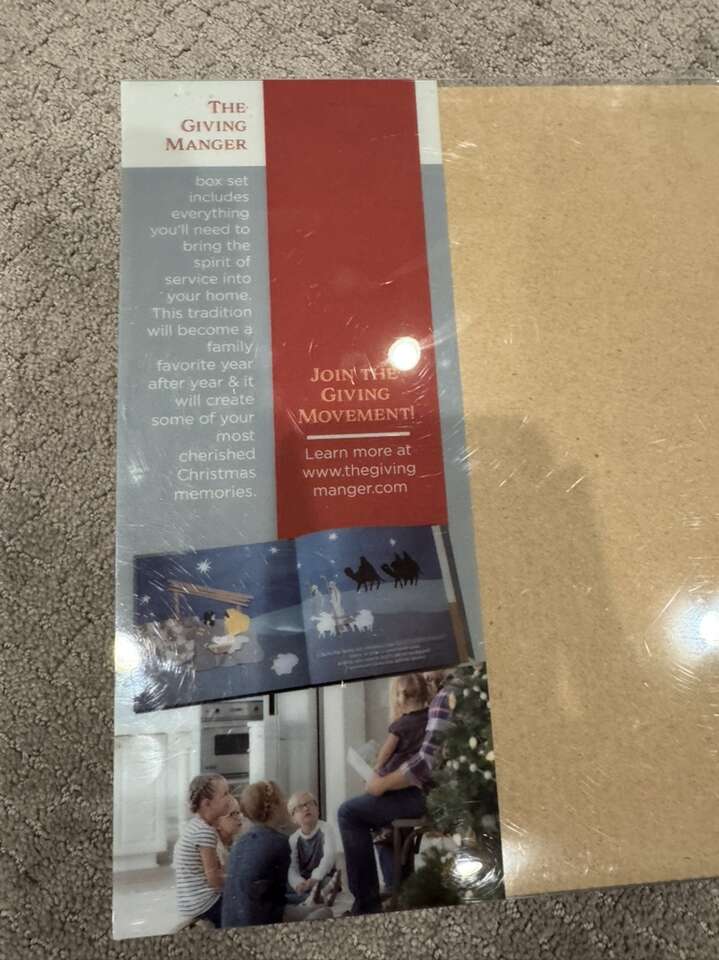 THE
GIVING
MANGER
box set
includes
everything
you'll need to
bring the
spirit of
service into
your home.
This tradition
will become a
family
favorite year
after year & it
will create
some of your
most
cherished
Christmas
memories.
JOIN THE
GIVING
MOVEMENT!
Learn more at
www.thegiving
manger.com